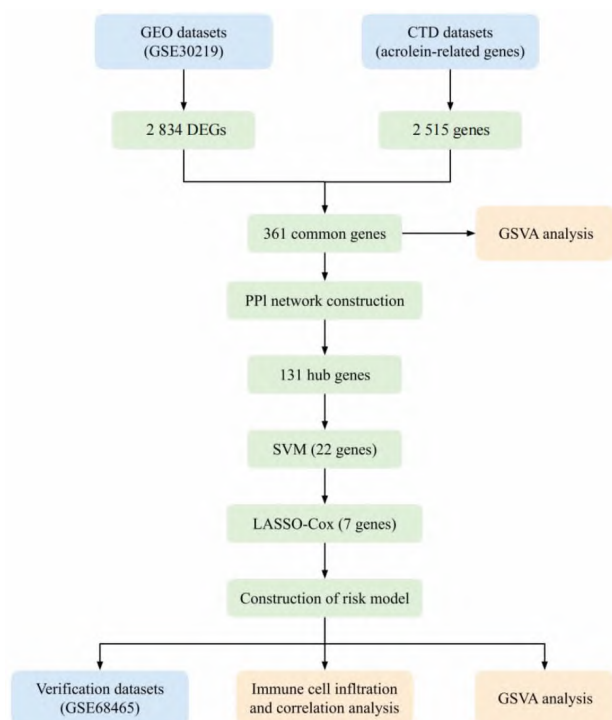 GEO datasets
(GSE30219)
CTD datasets
(acrolein-related genes)
2 834 DEGs
2 515 genes
361 common genes
GSVA analysis
PPl network construction
131 hub genes
SVM (22 genes)
LASSO-Cox (7 genes)
Construction of risk model
Verification datasets
(GSE68465)
Immune cell infltration
and correlation analysis
GSVA analysis